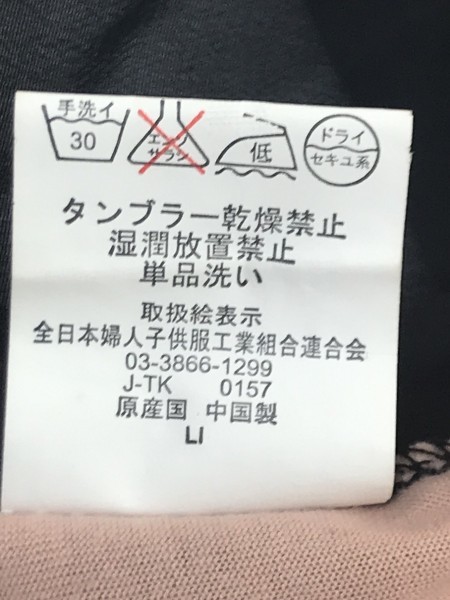 手洗イ
30
エンソ
サラシ
低
ドライ
セキユ系
タンブラー乾燥禁止
湿潤放置禁止
単品洗い
取扱絵表示
全日本婦人子供服工業組合連合会
03-3866-1299
J-TK 0157
原産国 中国製
LI